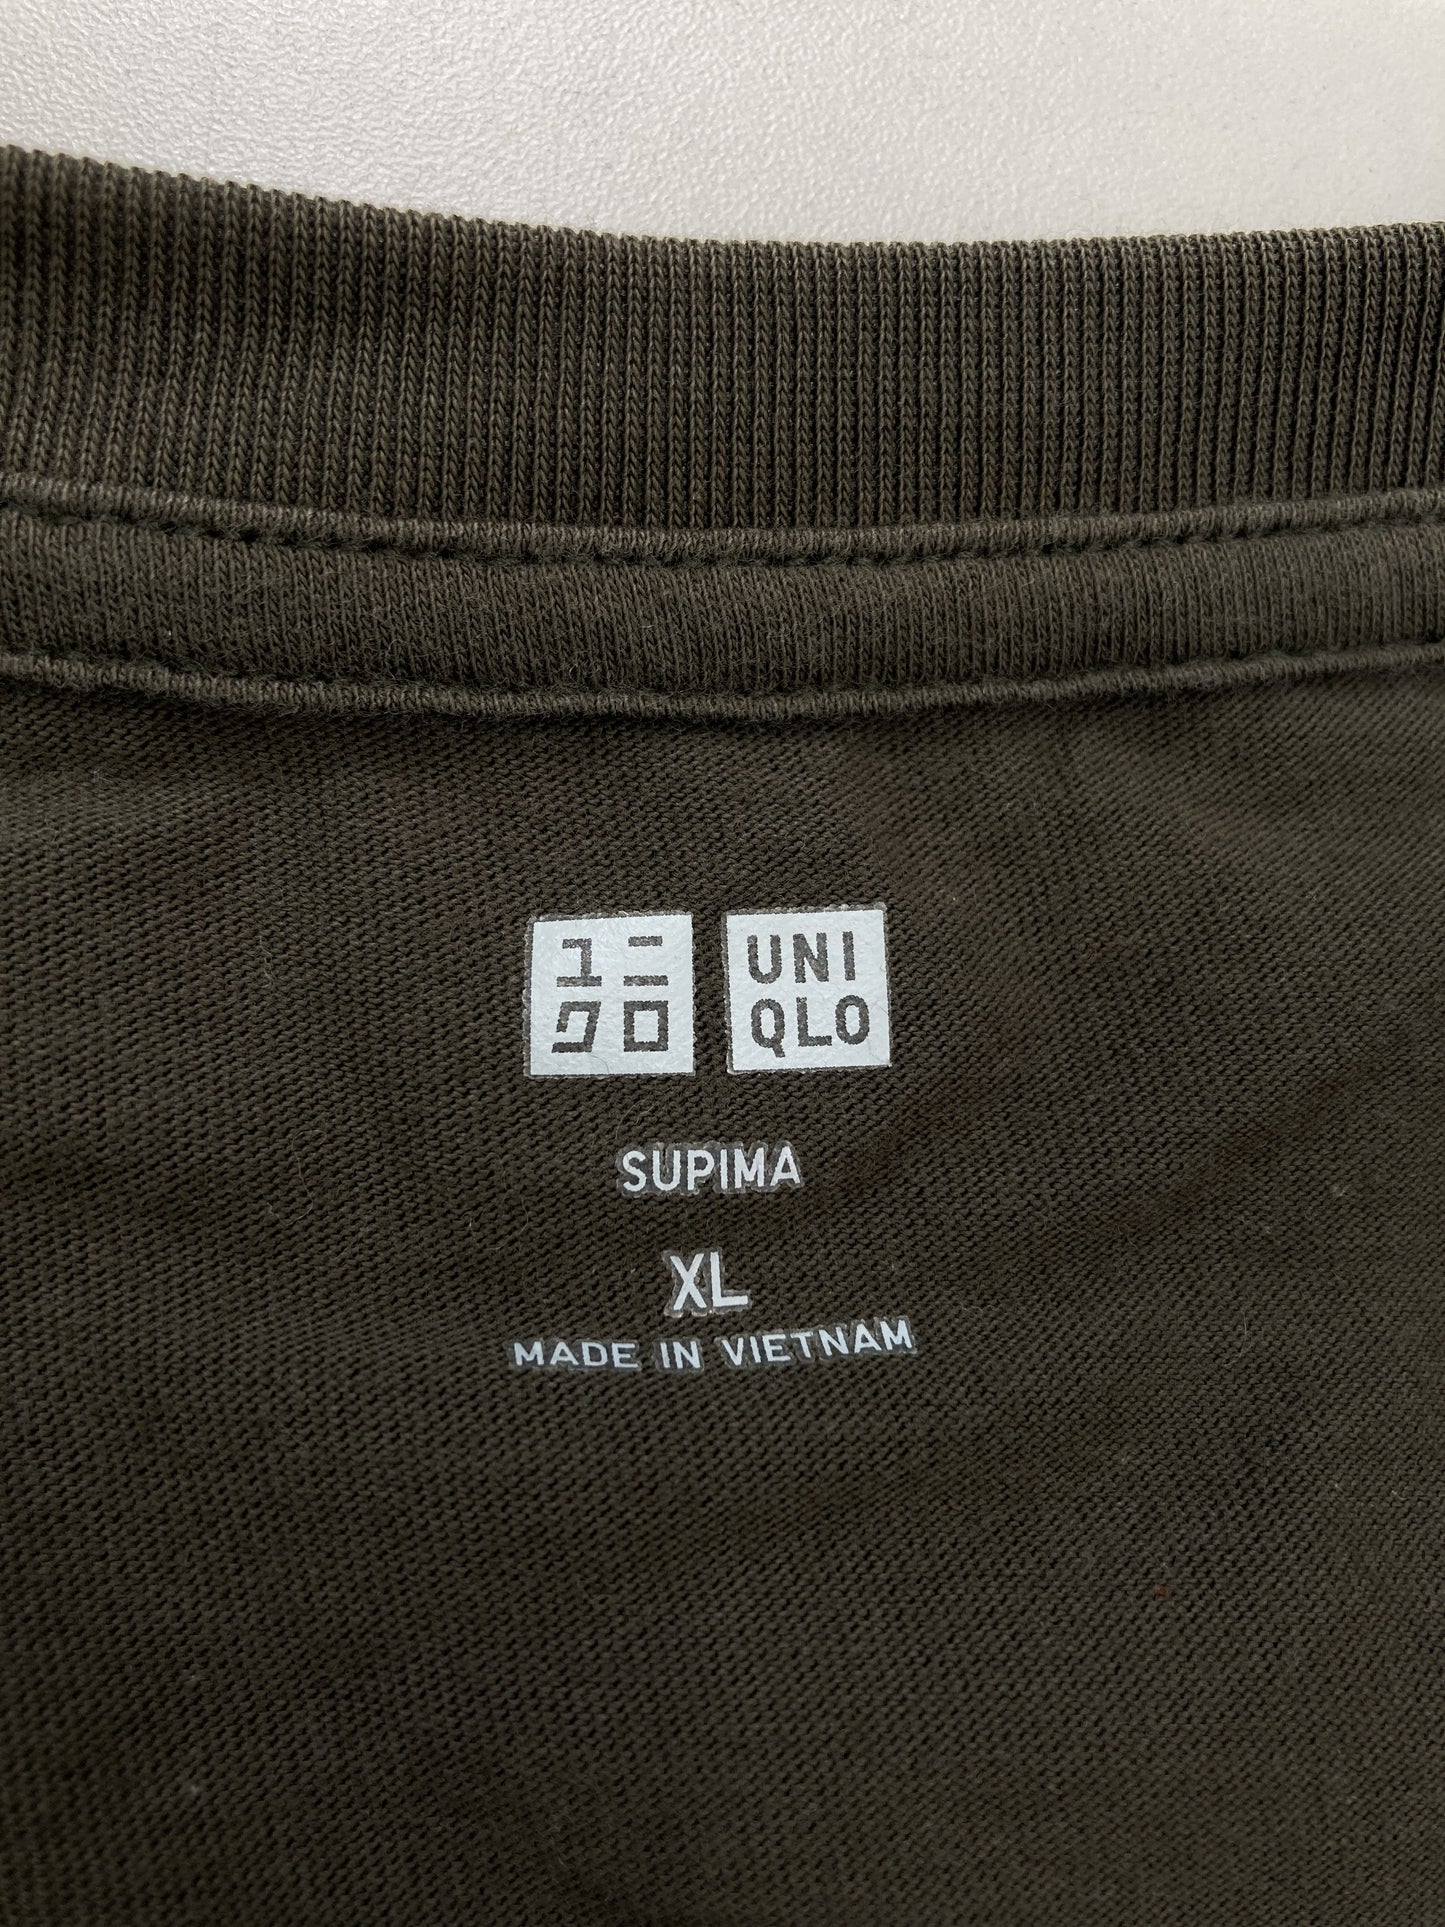 ユニ
クロ
UNI
QLO
SUPIMA
XL
MADE IN VIETNAM